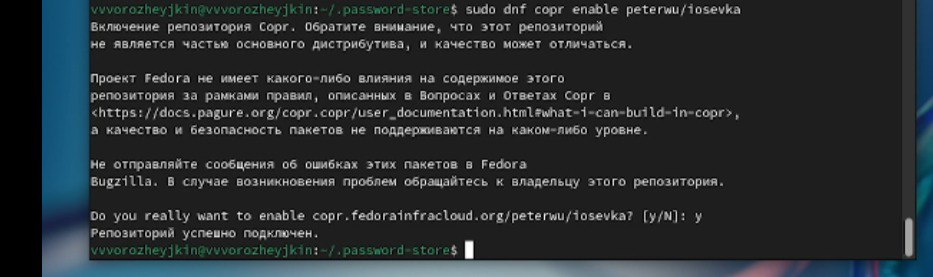 vvvorozheyjkin@vvvorozheyjkin:~/.password-store$ sudo dnf copr enable peterwu/iosevka
Включение репозитория Copr. Обратите внимание, что этот репозиторий
не является частью основного дистрибутива, и качество может отличаться.
Проект Fedora не имеет какого-либо влияния на содержимое этого
репозитория за рамками правил, описанных в Вопросах и Ответах Copr в
<https://docs.pagure.org/copr.copr/user_documentation.html#what-i-can-build-in-copr>,
а качество и безопасность пакетов не поддерживаются на каком-либо уровне.
Не отправляйте сообщения об ошибках этих пакетов в Fedora
Bugzilla. В случае возникновения проблем обращайтесь к владельцу этого репозитория.
Do you really want to enable copr.fedorainfracloud.org/peterwu/iosevka? [y/N]: y
Репозиторий успешно подключен.
vvvorozheyjkin@vvvorozheyjkin:~/.password-store$